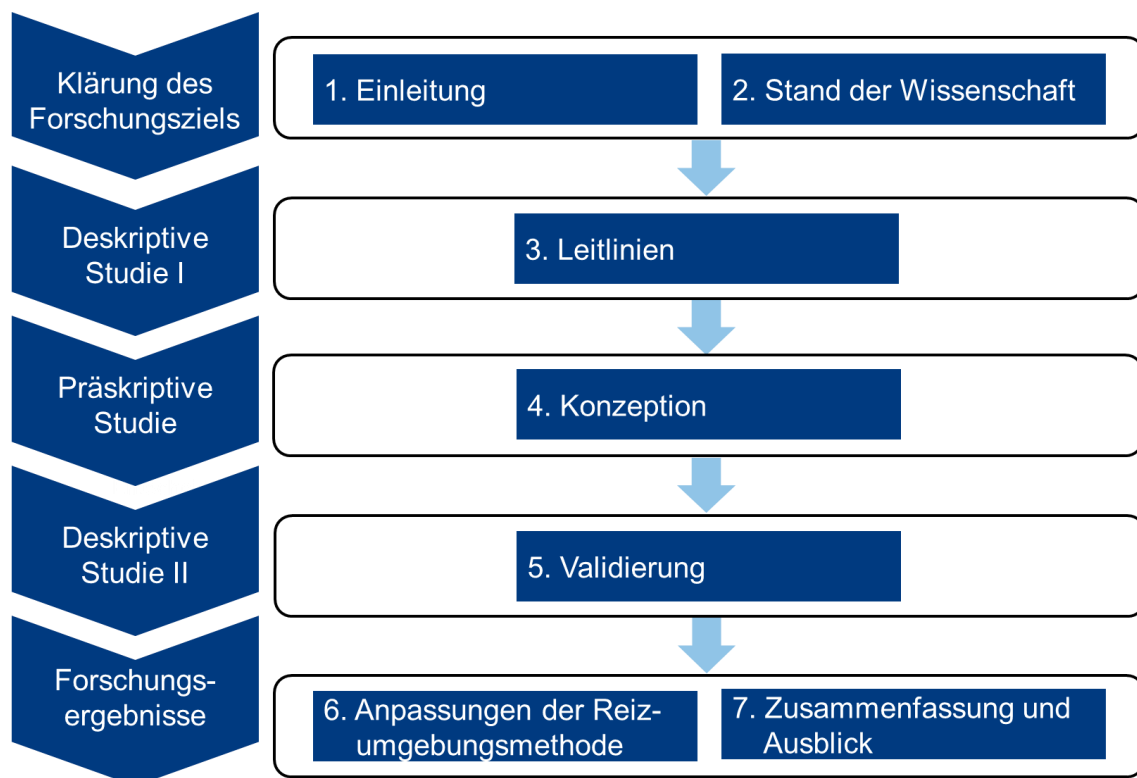 Klärung des
Forschungsziels
1. Einleitung
2. Stand der Wissenschaft
Deskriptive
Studie I
3. Leitlinien
Präskriptive
Studie
4. Konzeption
Deskriptive
Studie II
5. Validierung
Forschungs-
ergebnisse
6. Anpassungen der Reiz-
umgebungsmethode
7. Zusammenfassung und
Ausblick